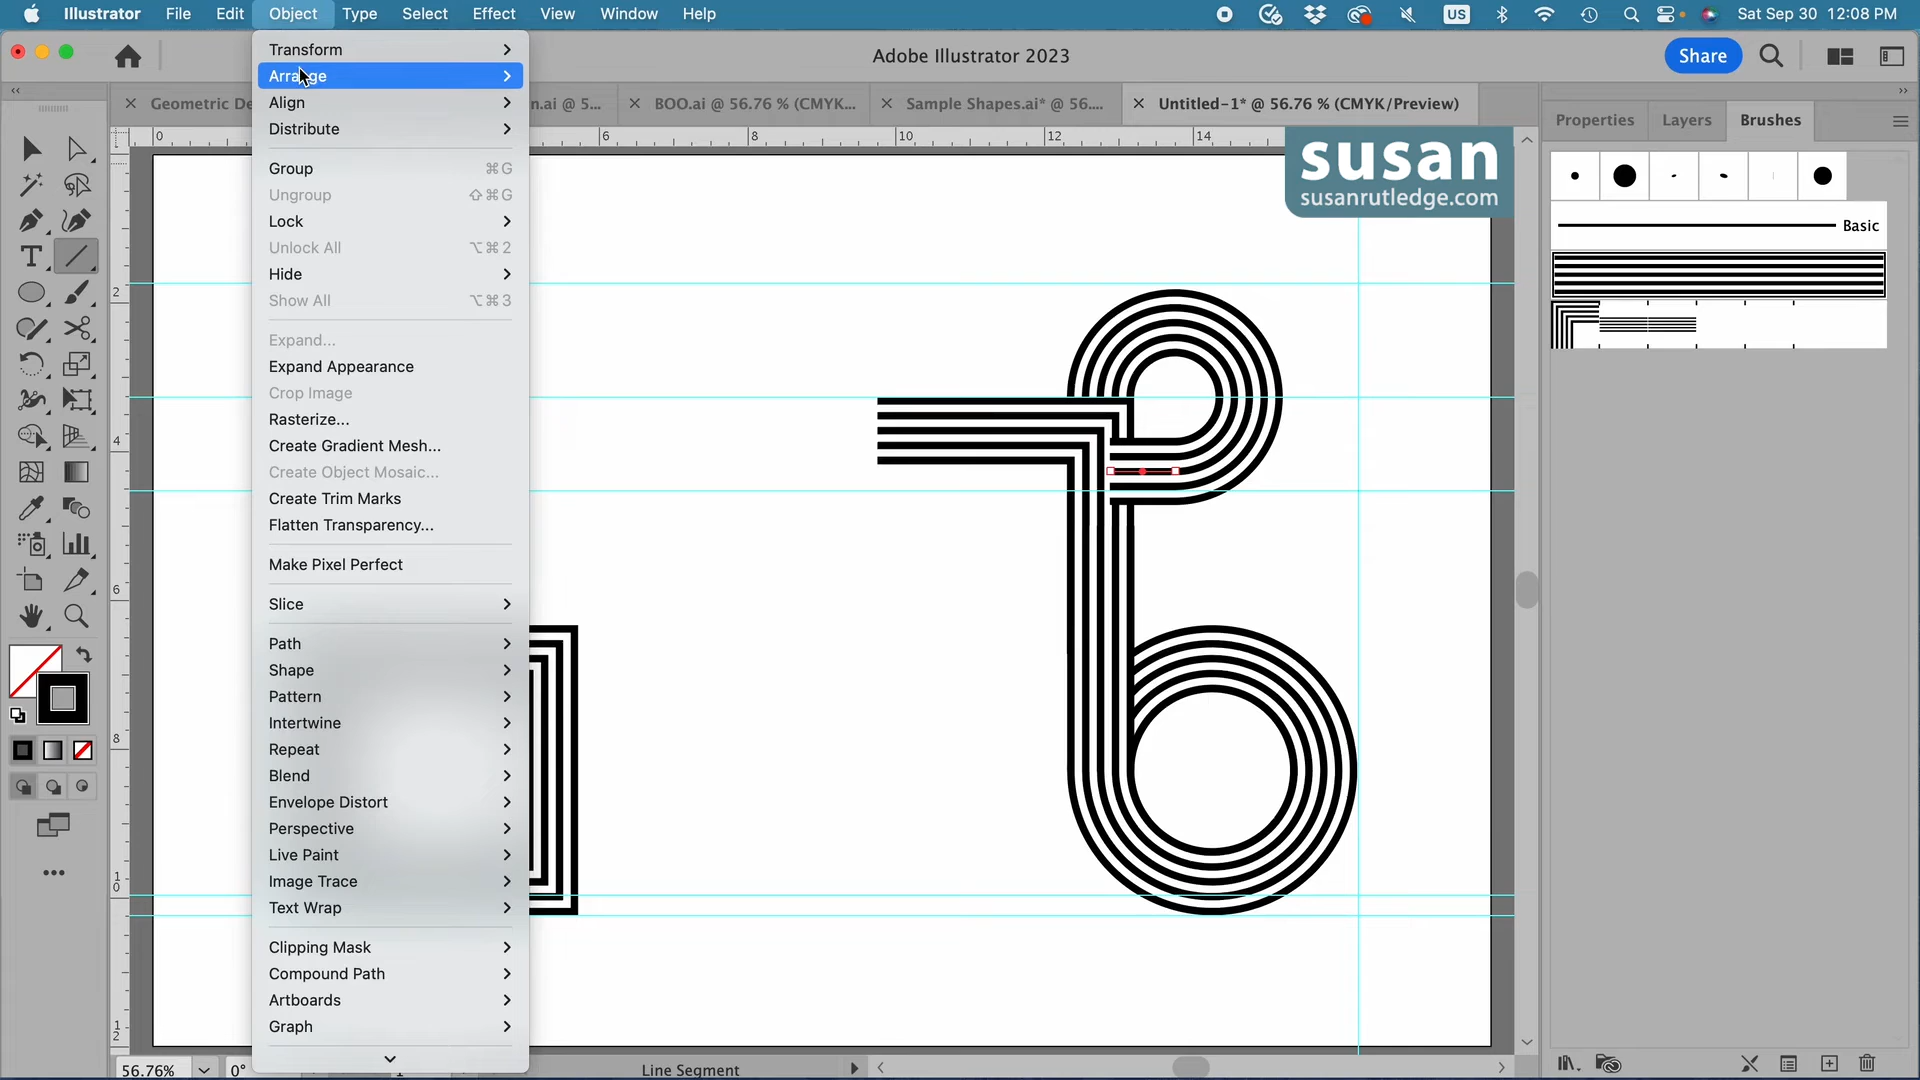 Illustrator File Edit Object Type Select Effect View Window Help US Sat Sep 30 12:08 PM
Adobe Illustrator 2023
Share
Geometric De
n.ai @ 5...
BOO.ai @ 56.76 % (CMYK...
Sample Shapes.ai* @ 56....
Untitled-1* @ 56.76 % (CMYK/Preview)
Properties Layers Brushes
0 6 8 10 12 14
2
4
6
8
10
12
Transform
Arrange
Align
Distribute
Group ⌘G
Ungroup ⇧⌘G
Lock
Unlock All ⌥⌘2
Hide
Show All ⌥⌘3
Expand...
Expand Appearance
Crop Image
Rasterize...
Create Gradient Mesh...
Create Object Mosaic...
Create Trim Marks
Flatten Transparency...
Make Pixel Perfect
Slice
Path
Shape
Pattern
Intertwine
Repeat
Blend
Envelope Distort
Perspective
Live Paint
Image Trace
Text Wrap
Clipping Mask
Compound Path
Artboards
Graph
susan
susanrutledge.com
Basic
56.76% 0° Line Segment